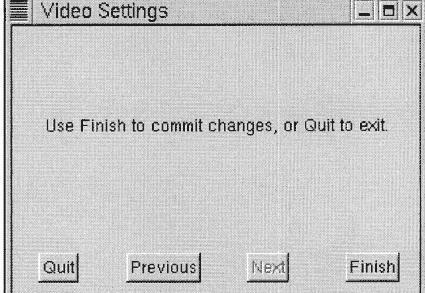 Video Settings
Use Finish to commit changes, or Quit to exit.
Quit Previous Next Finish